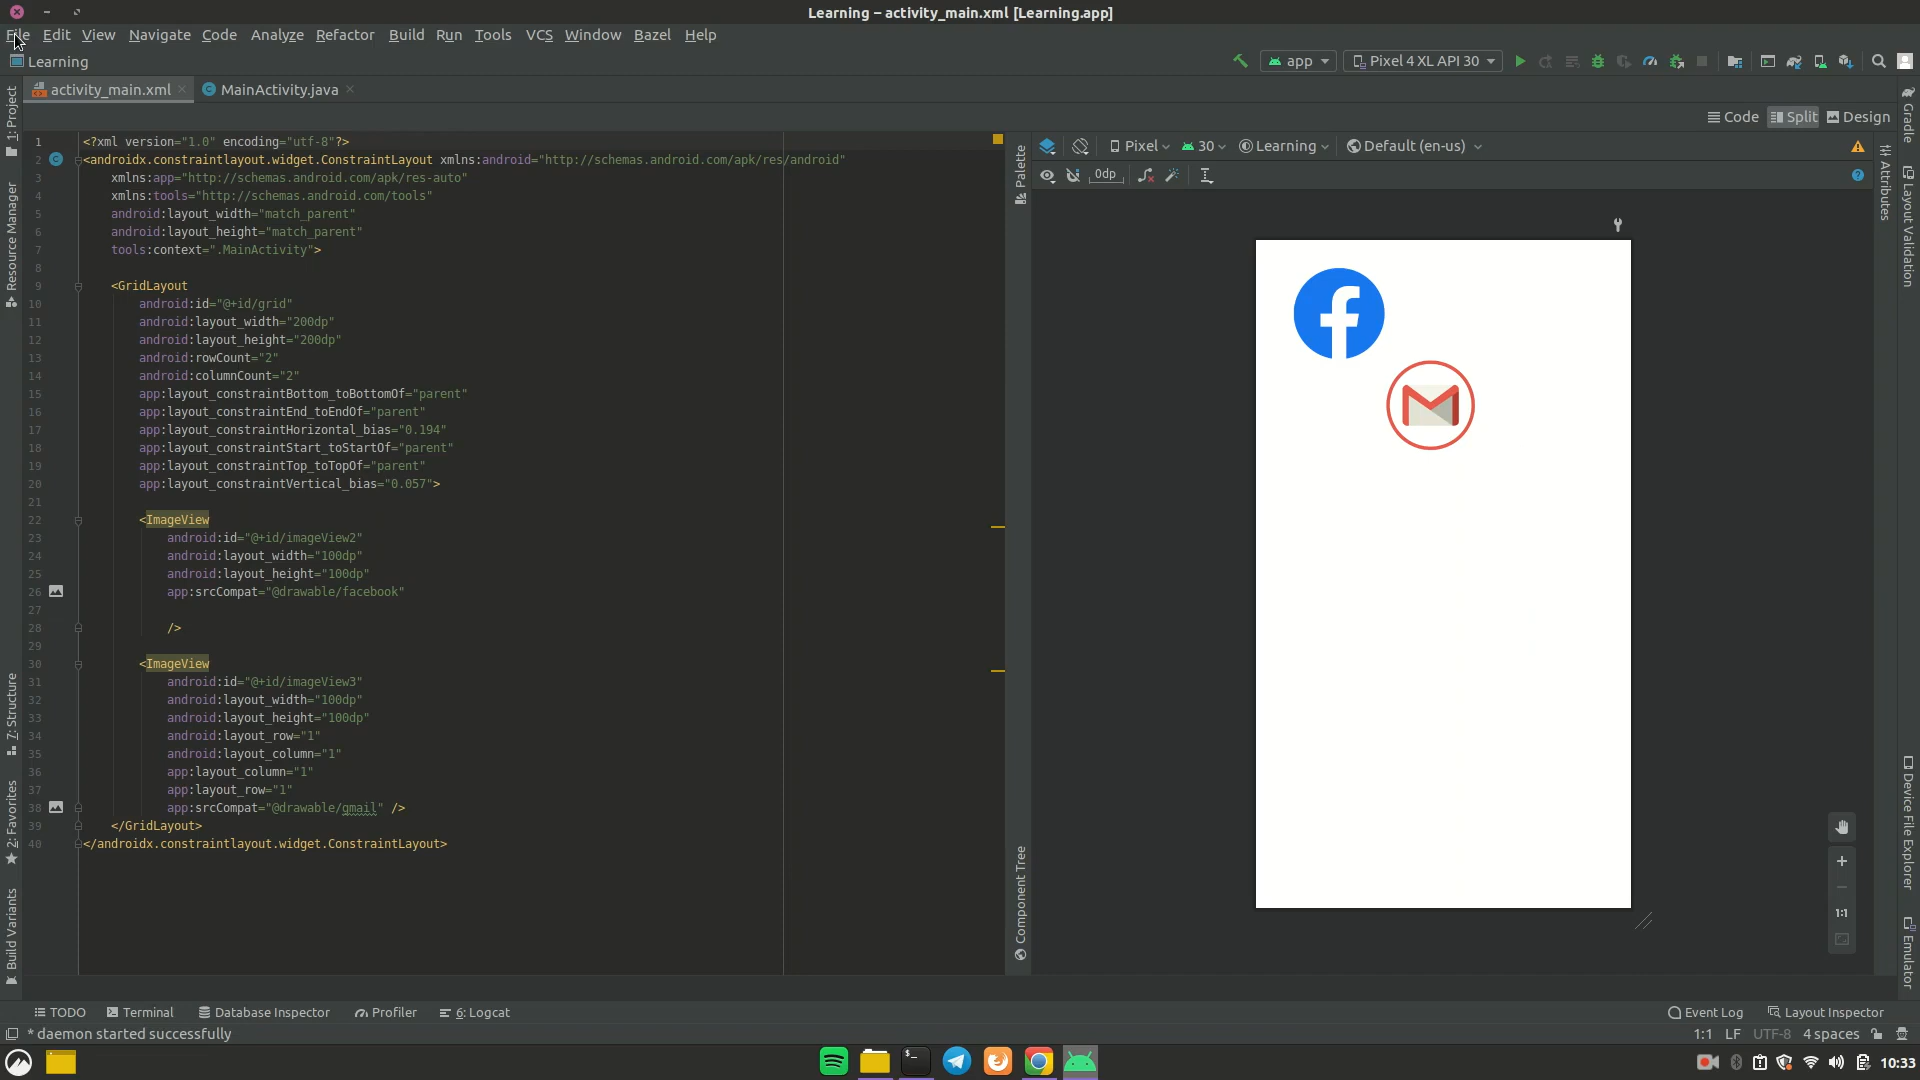 Learning – activity_main.xml [Learning.app]
File Edit View Navigate Code Analyze Refactor Build Run Tools VCS Window Bazel Help
Learning
app
Pixel 4 XL API 30
activity_main.xml
MainActivity.java
Code Split Design
1 <?xml version="1.0" encoding="utf-8"?>
2 <androidx.constraintlayout.widget.ConstraintLayout xmlns:android="http://schemas.android.com/apk/res/android"
3 xmlns:app="http://schemas.android.com/apk/res-auto"
4 xmlns:tools="http://schemas.android.com/tools"
5 android:layout_width="match_parent"
6 android:layout_height="match_parent"
7 tools:context=".MainActivity">
8
9 <GridLayout
10 android:id="@+id/grid"
11 android:layout_width="200dp"
12 android:layout_height="200dp"
13 android:rowCount="2"
14 android:columnCount="2"
15 app:layout_constraintBottom_toBottomOf="parent"
16 app:layout_constraintEnd_toEndOf="parent"
17 app:layout_constraintHorizontal_bias="0.194"
18 app:layout_constraintStart_toStartOf="parent"
19 app:layout_constraintTop_toTopOf="parent"
20 app:layout_constraintVertical_bias="0.057">
21
22 <ImageView
23 android:id="@+id/imageView2"
24 android:layout_width="100dp"
25 android:layout_height="100dp"
26 app:srcCompat="@drawable/facebook"
27
28 />
29
30 <ImageView
31 android:id="@+id/imageView3"
32 android:layout_width="100dp"
33 android:layout_height="100dp"
34 android:layout_row="1"
35 android:layout_column="1"
36 app:layout_column="1"
37 app:layout_row="1"
38 app:srcCompat="@drawable/gmail" />
39 </GridLayout>
40 </androidx.constraintlayout.widget.ConstraintLayout>
Pixel 30 Learning Default (en-us)
0dp
1:1
1: Project
Resource Manager
7: Structure
2: Favorites
Build Variants
Palette
Component Tree
Attributes
Gradle
Layout Validation
Device File Explorer
Emulator
TODO Terminal Database Inspector Profiler 6: Logcat
Event Log Layout Inspector
* daemon started successfully
1:1 LF UTF-8 4 spaces
10:33